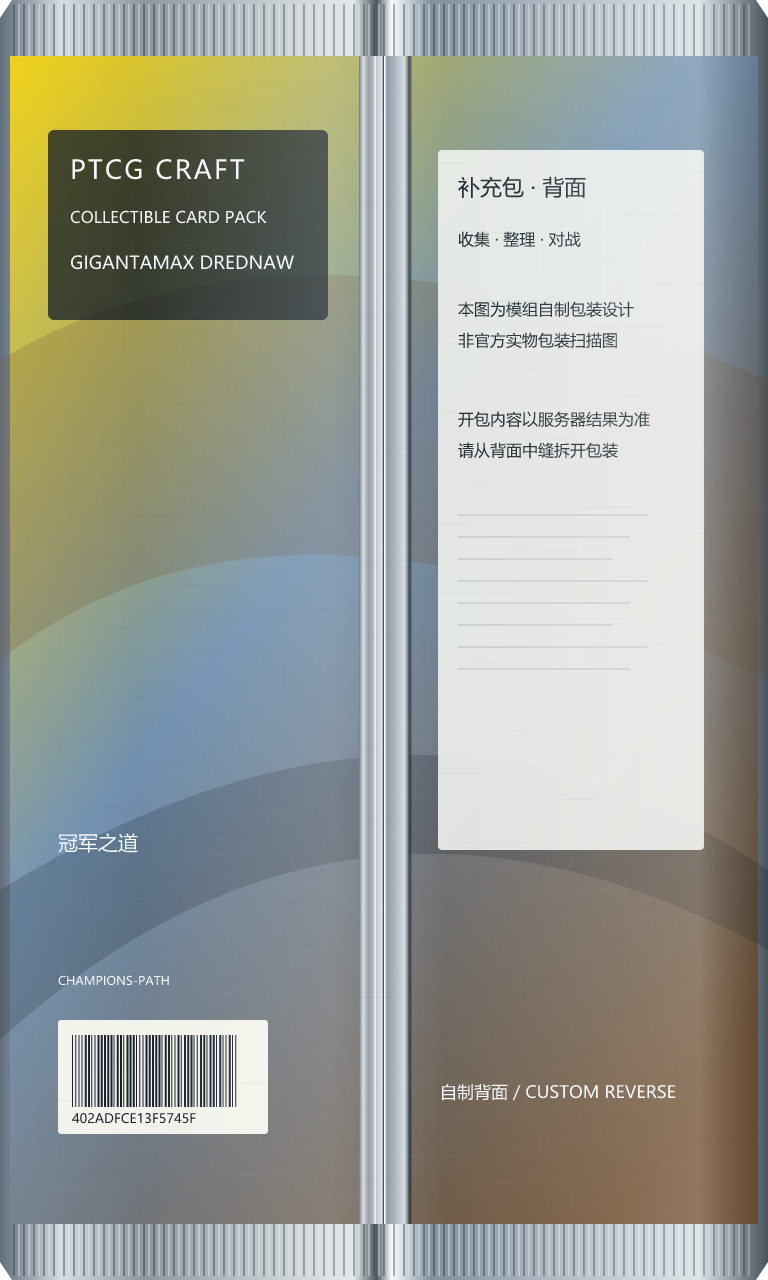 PTCG CRAFT
COLLECTIBLE CARD PACK
GIGANTAMAX DREDNAW
冠军之道
CHAMPIONS-PATH
402ADFCE13F5745F
补充包 · 背面
收集 · 整理 · 对战
本图为模组自制包装设计
非官方实物包装扫描图
开包内容以服务器结果为准
请从背面中缝拆开包装
自制背面 / CUSTOM REVERSE